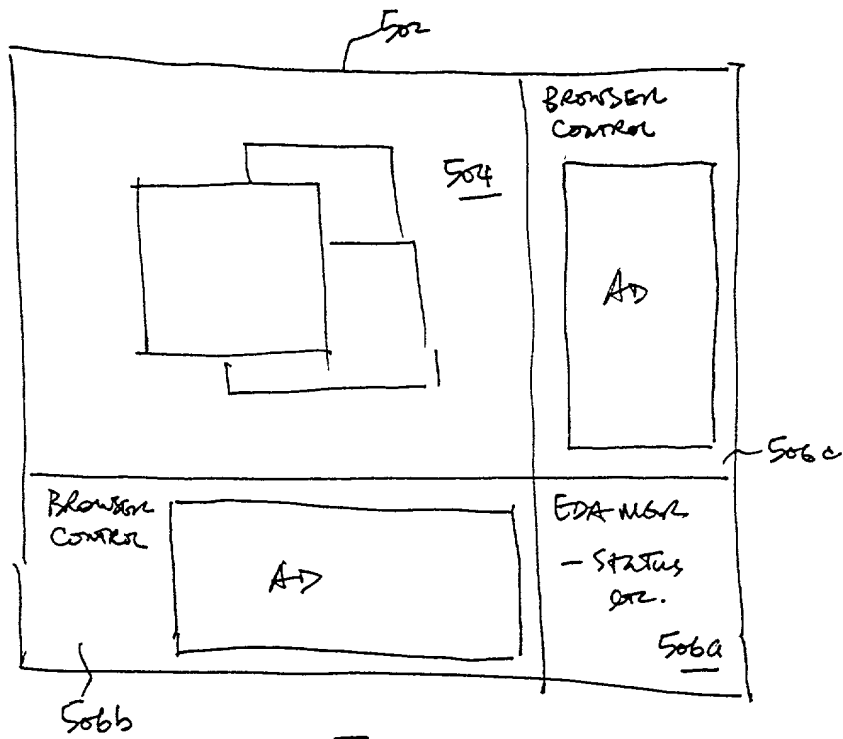 502
BROWSER
CONTROL
504
AD
506c
BROWSER
CONTROL
AD
EDA MGR
- STATUS
etc.
506a
506b